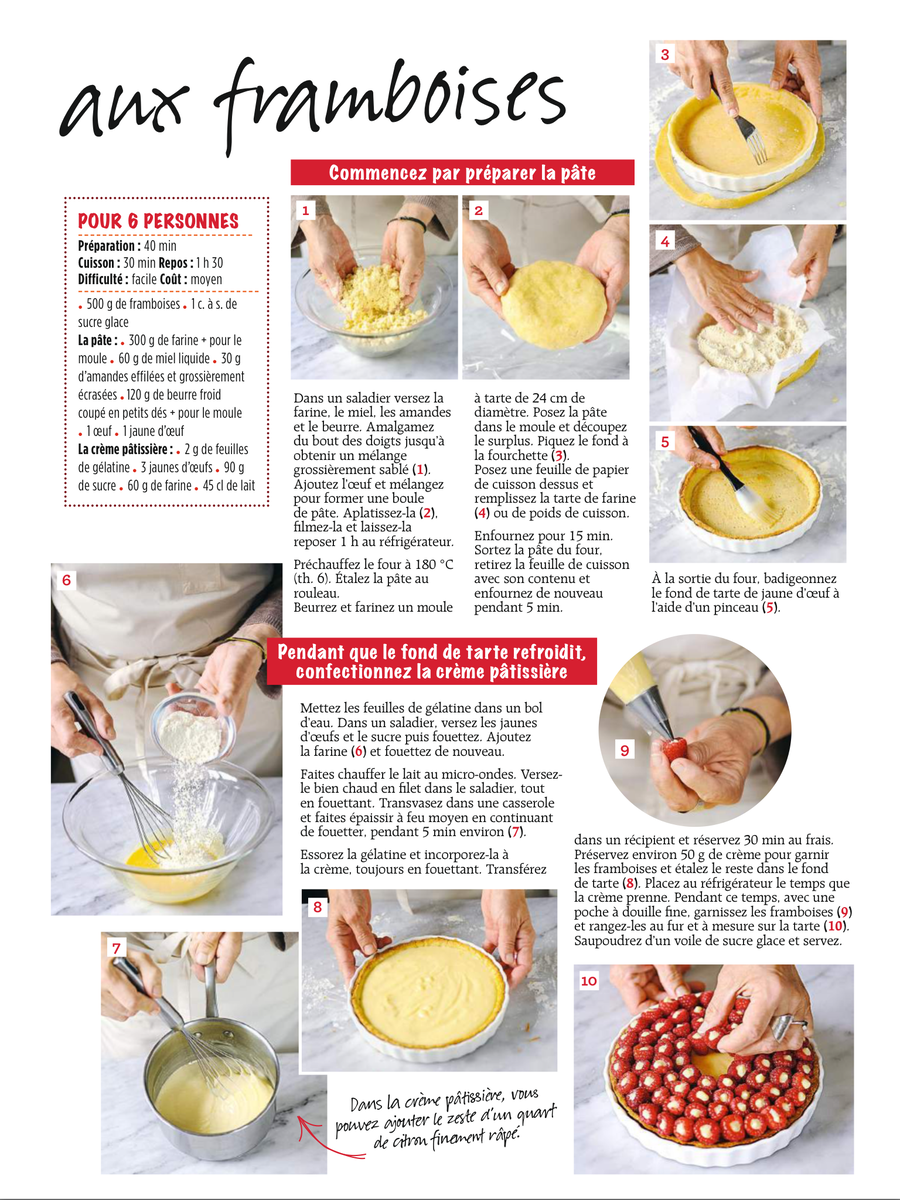 aux framboises
Commencez par préparer la pâte
POUR 6 PERSONNES
Préparation : 40 min
Cuisson : 30 min Repos : 1 h 30
Difficulté : facile Coût : moyen
• 500 g de framboises • 1 c. à s. de
sucre glace
La pâte : • 300 g de farine + pour le
moule • 60 g de miel liquide • 30 g
d'amandes effilées et grossièrement
écrasées • 120 g de beurre froid
coupé en petits dés + pour le moule
• 1 œuf • 1 jaune d'œuf
La crème pâtissière : • 2 g de feuilles
de gélatine • 3 jaunes d'œufs • 90 g
de sucre • 60 g de farine • 45 cl de lait
1
2
Dans un saladier versez la
farine, le miel, les amandes
et le beurre. Amalgamez
du bout des doigts jusqu'à
obtenir un mélange
grossièrement sablé (1).
Ajoutez l'œuf et mélangez
pour former une boule
de pâte. Aplatissez-la (2),
filmez-la et laissez-la
reposer 1 h au réfrigérateur.
Préchauffez le four à 180 °C
(th. 6). Étalez la pâte au
rouleau.
Beurrez et farinez un moule
à tarte de 24 cm de
diamètre. Posez la pâte
dans le moule et découpez
le surplus. Piquez le fond à
la fourchette (3).
Posez une feuille de papier
de cuisson dessus et
remplissez la tarte de farine
(4) ou de poids de cuisson.
Enfournez pour 15 min.
Sortez la pâte du four,
retirez la feuille de cuisson
avec son contenu et
enfournez de nouveau
pendant 5 min.
3
4
5
À la sortie du four, badigeonnez
le fond de tarte de jaune d'œuf à
l'aide d'un pinceau (5).
6
Pendant que le fond de tarte refroidit,
confectionnez la crème pâtissière
Mettez les feuilles de gélatine dans un bol
d'eau. Dans un saladier, versez les jaunes
d'œufs et le sucre puis fouettez. Ajoutez
la farine (6) et fouettez de nouveau.
Faites chauffer le lait au micro-ondes. Versez-
le bien chaud en filet dans le saladier, tout
en fouettant. Transvasez dans une casserole
et faites épaissir à feu moyen en continuant
de fouetter, pendant 5 min environ (7).
Essorez la gélatine et incorporez-la à
la crème, toujours en fouettant. Transférez
9
dans un récipient et réservez 30 min au frais.
Préservez environ 50 g de crème pour garnir
les framboises et étalez le reste dans le fond
de tarte (8). Placez au réfrigérateur le temps que
la crème prenne. Pendant ce temps, avec une
poche à douille fine, garnissez les framboises (9)
et rangez-les au fur et à mesure sur la tarte (10).
Saupoudrez d'un voile de sucre glace et servez.
7
8
10
Dans la crème pâtissière, vous
pouvez ajouter le zeste d'un quart
de citron finement râpé.